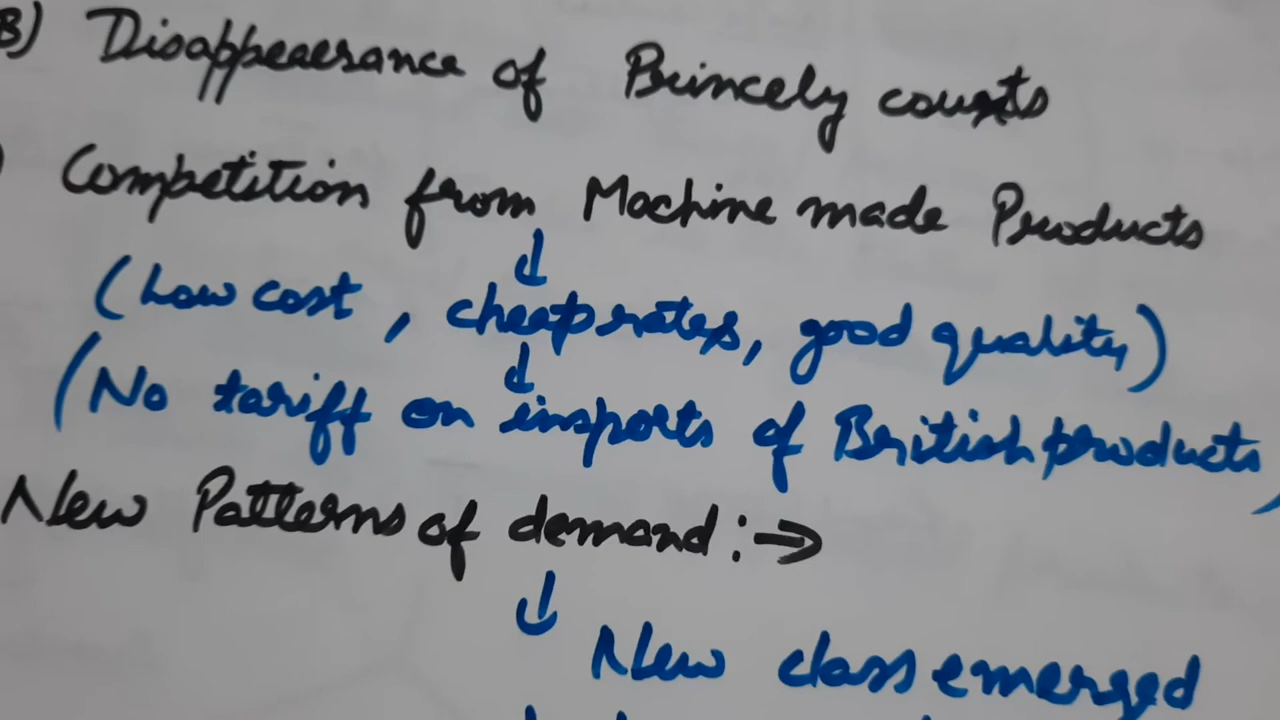 B) Disappearance of Princely courts
) Competition from Machine made Products
(Low cost, cheap rates, good quality)
(No tariff on imports of British products)
New Patterns of demand :→
New class emerged